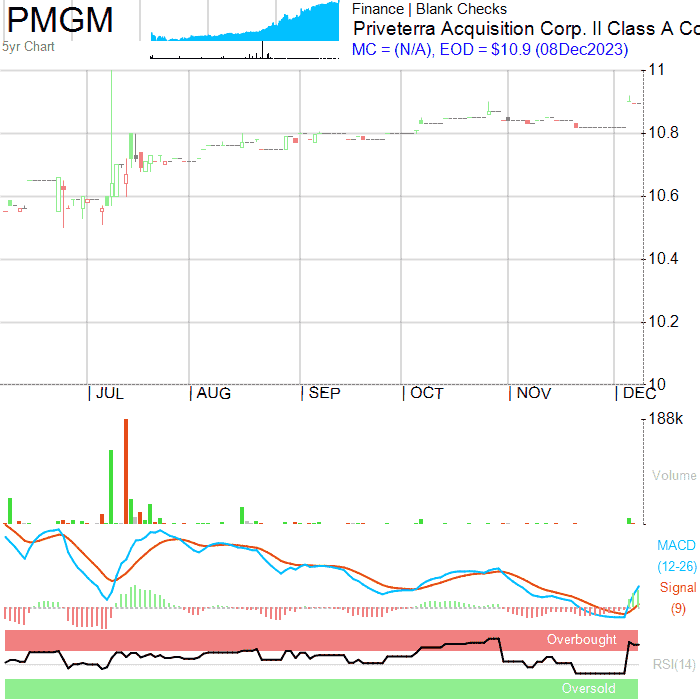 PMGM
5yr Chart
Finance | Blank Checks
Priveterra Acquisition Corp. II Class A Co
MC = (N/A), EOD = $10.9 (08Dec2023)
11
10.8
10.6
10.4
10.2
10
JUL AUG SEP OCT NOV DEC
188k
Volume
MACD
(12-26)
Signal
(9)
Overbought
RSI(14)
Oversold